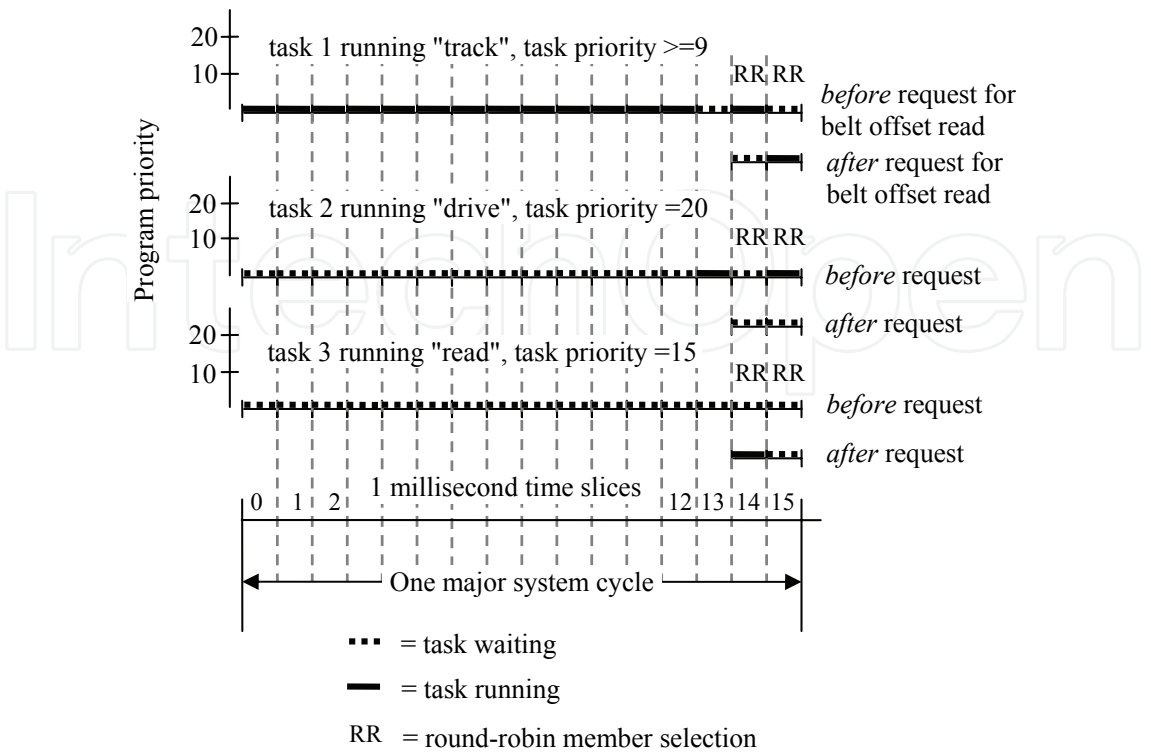 20
task 1 running "track", task priority >=9
10
RR RR
before request for
belt offset read
after request for
belt offset read
Program priority
20
task 2 running "drive", task priority =20
10
RR RR
before request
after request
20
task 3 running "read", task priority =15
10
RR RR
before request
after request
IntechOpen
1 millisecond time slices
0 1 2 12 13 14 15
One major system cycle
= task waiting
= task running
RR = round-robin member selection